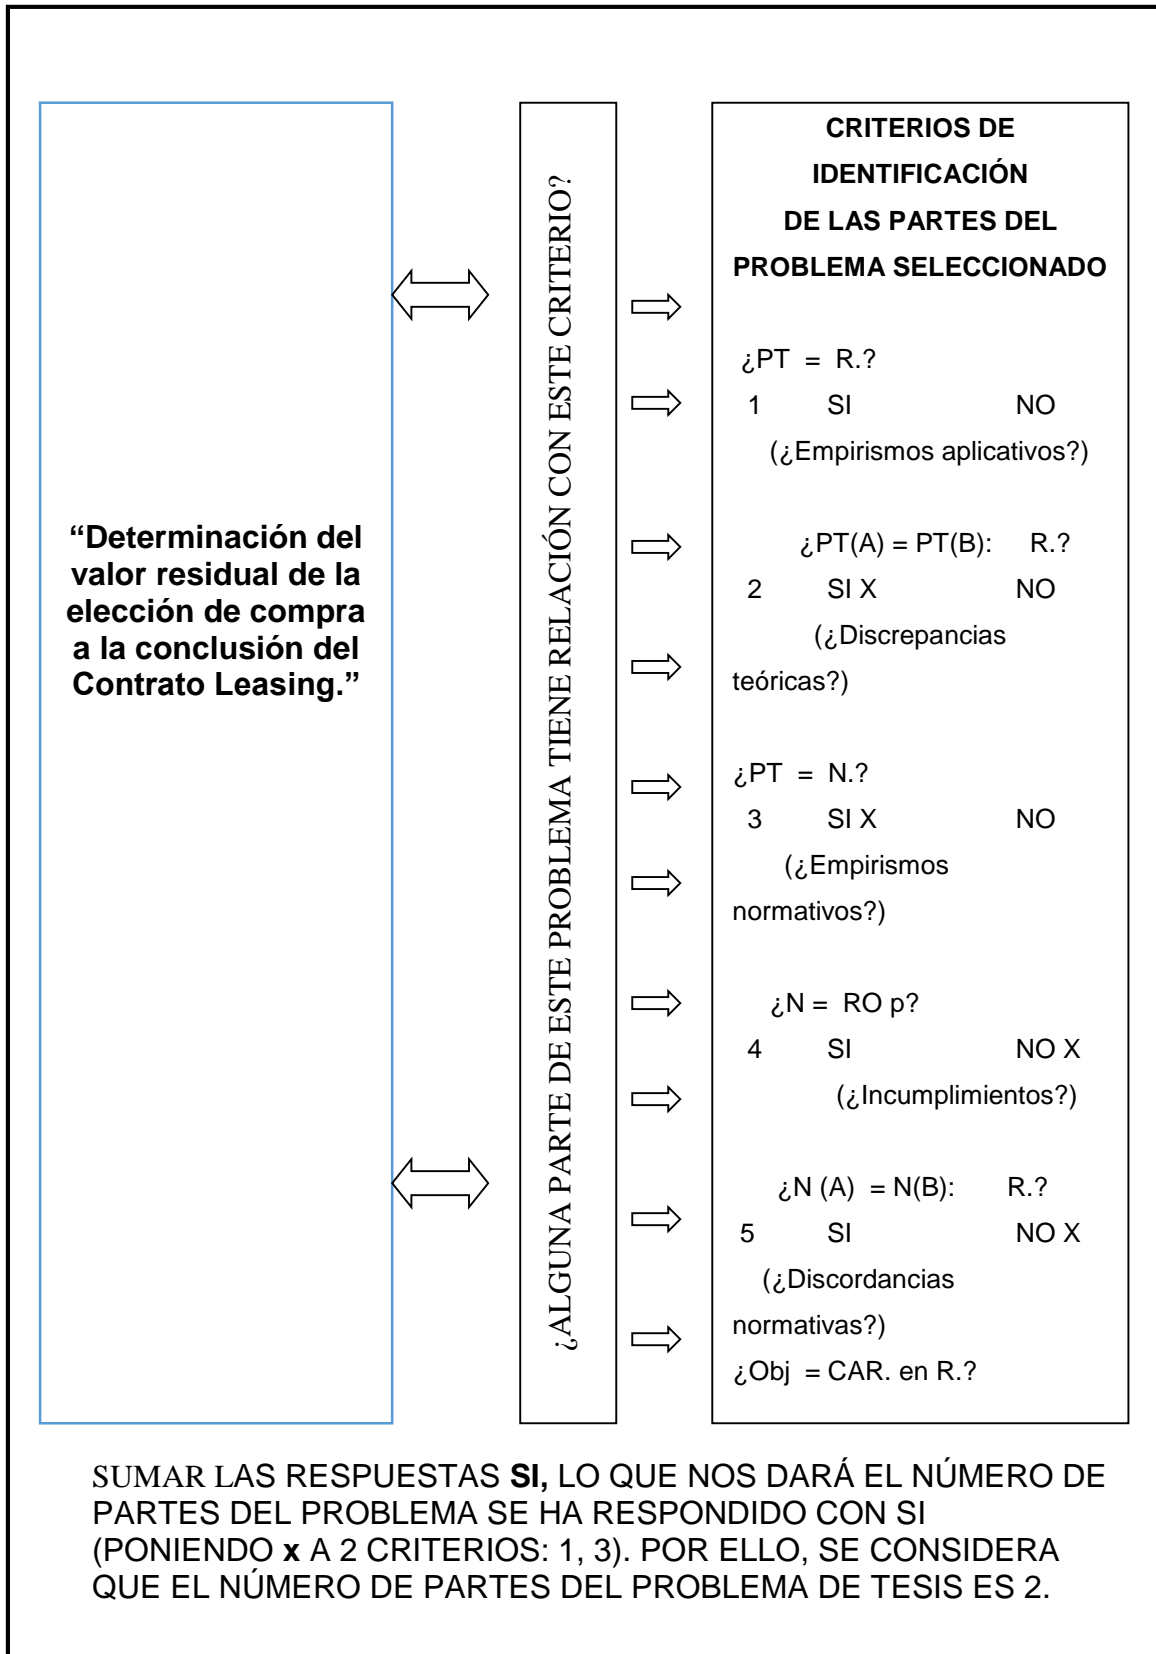 “Determinación del
valor residual de la
elección de compra
a la conclusión del
Contrato Leasing.”
¿ALGUNA PARTE DE ESTE PROBLEMA TIENE RELACIÓN CON ESTE CRITERIO?
CRITERIOS DE
IDENTIFICACIÓN
DE LAS PARTES DEL
PROBLEMA SELECCIONADO
¿PT = R.?
1 SI NO
(¿Empirismos aplicativos?)
¿PT(A) = PT(B): R.?
2 SI X NO
(¿Discrepancias
teóricas?)
¿PT = N.?
3 SI X NO
(¿Empirismos
normativos?)
¿N = RO p?
4 SI NO X
(¿Incumplimientos?)
¿N (A) = N(B): R.?
5 SI NO X
(¿Discordancias
normativas?)
¿Obj = CAR. en R.?
SUMAR LAS RESPUESTAS SI, LO QUE NOS DARÁ EL NÚMERO DE
PARTES DEL PROBLEMA SE HA RESPONDIDO CON SI
(PONIENDO x A 2 CRITERIOS: 1, 3). POR ELLO, SE CONSIDERA
QUE EL NÚMERO DE PARTES DEL PROBLEMA DE TESIS ES 2.